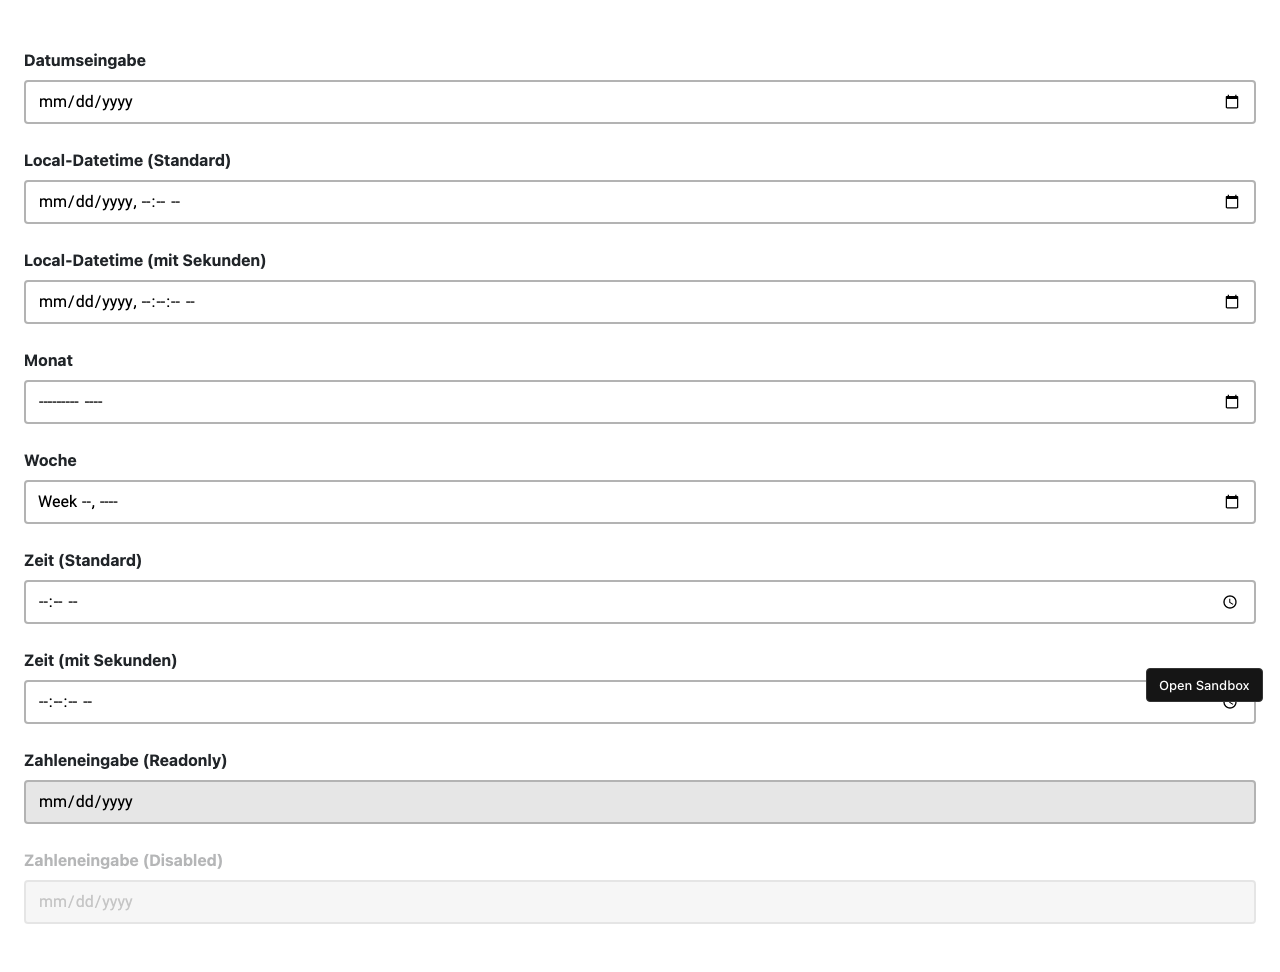 Datumseingabe
mm/dd/yyyy
Local-Datetime (Standard)
mm/dd/yyyy, --:-- --
Local-Datetime (mit Sekunden)
mm/dd/yyyy, --:--:-- --
Monat
--------- ----
Woche
Week --, ----
Zeit (Standard)
--:-- --
Zeit (mit Sekunden)
Open Sandbox
--:--:-- --
Zahleneingabe (Readonly)
mm/dd/yyyy
Zahleneingabe (Disabled)
mm/dd/yyyy